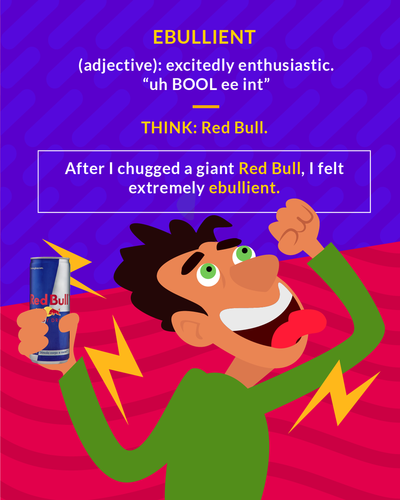 EBULLIENT
(adjective): excitedly enthusiastic.
“uh BOOL ee int”
THINK: Red Bull.
After I chugged a giant Red Bull, I felt
extremely ebullient.
Red Bull